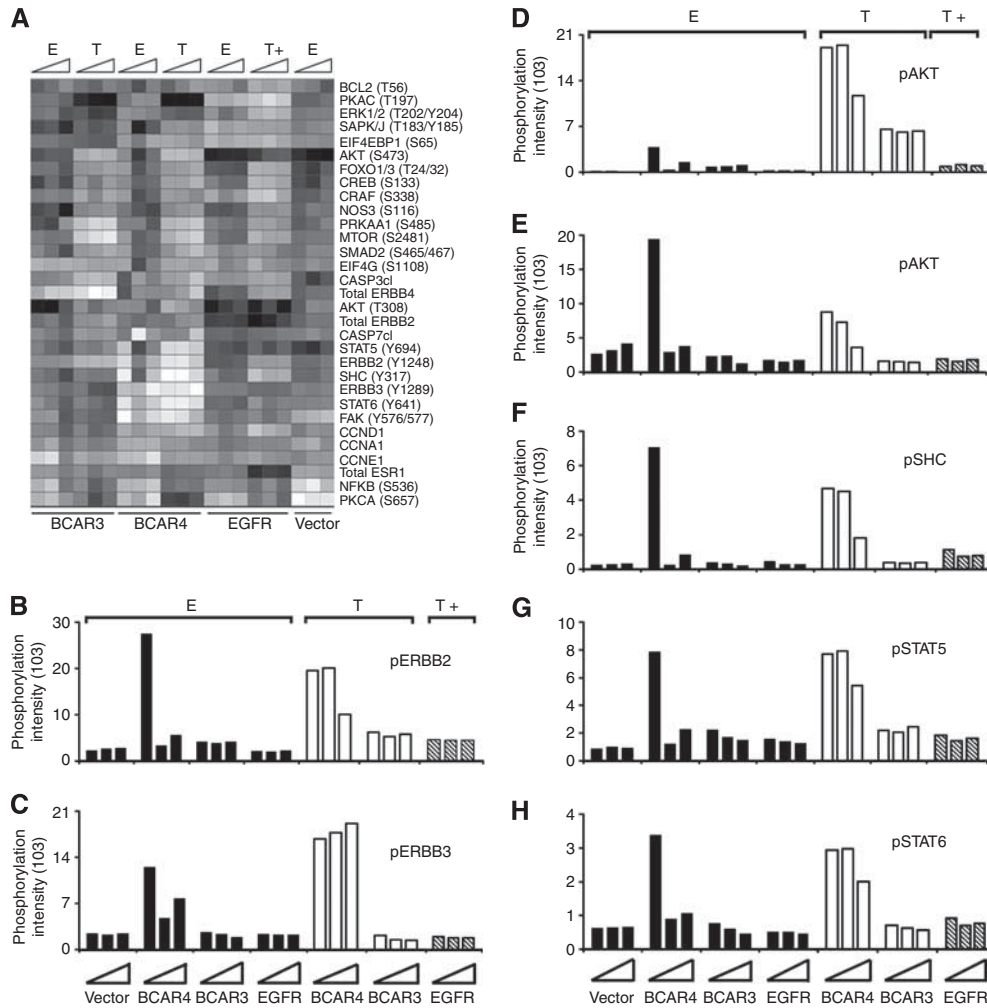 A
E T E T E T+ E
BCL2 (T56)
PKAC (T197)
ERK1/2 (T202/Y204)
SAPK/J (T183/Y185)
EIF4EBP1 (S65)
AKT (S473)
FOXO1/3 (T24/32)
CREB (S133)
CRAF (S338)
NOS3 (S116)
PRKAA1 (S485)
MTOR (S2481)
SMAD2 (S465/467)
EIF4G (S1108)
CASP3cl
Total ERBB4
AKT (T308)
Total ERBB2
CASP7cl
STAT5 (Y694)
ERBB2 (Y1248)
SHC (Y317)
ERBB3 (Y1289)
STAT6 (Y641)
FAK (Y576/577)
CCND1
CCNA1
CCNE1
Total ESR1
NFKB (S536)
PKCA (S657)
BCAR3 BCAR4 EGFR Vector
B
E T T +
Phosphorylation
intensity (103)
30
20
10
0
pERBB2
C
Phosphorylation
intensity (103)
21
14
7
0
pERBB3
Vector BCAR4 BCAR3 EGFR BCAR4 BCAR3 EGFR
D
E T T +
Phosphorylation
intensity (103)
21
14
7
0
pAKT
E
Phosphorylation
intensity (103)
20
15
10
5
0
pAKT
F
Phosphorylation
intensity (103)
8
6
4
2
0
pSHC
G
Phosphorylation
intensity (103)
10
8
6
4
2
0
pSTAT5
H
Phosphorylation
intensity (103)
4
3
2
1
0
pSTAT6
Vector BCAR4 BCAR3 EGFR BCAR4 BCAR3 EGFR